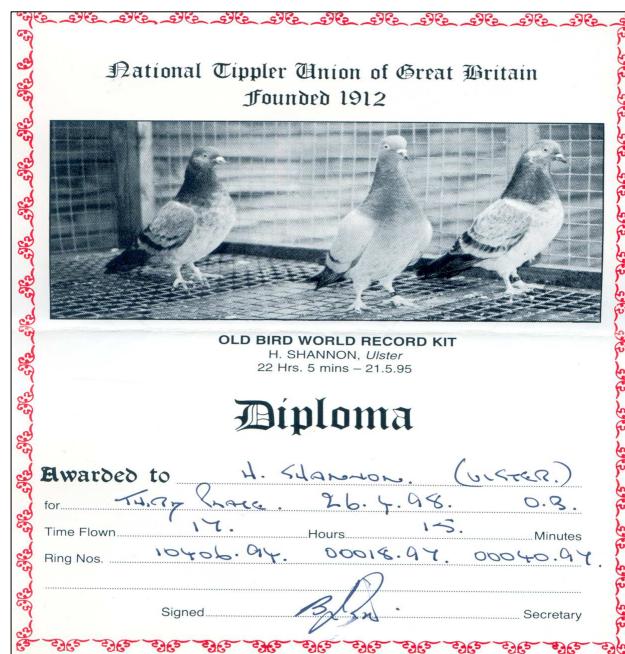 National Tippler Union of Great Britain
Founded 1912
OLD BIRD WORLD RECORD KIT
H. SHANNON, Ulster
22 Hrs. 5 mins – 21.5.95
Diploma
Awarded to H. SHANNON. (ULSTER.)
for THIRD PLACE. 26.4.98. O.B.
Time Flown 17. Hours 15. Minutes
Ring Nos. 10406.94. 00018.97. 00040.97.
Signed Secretary